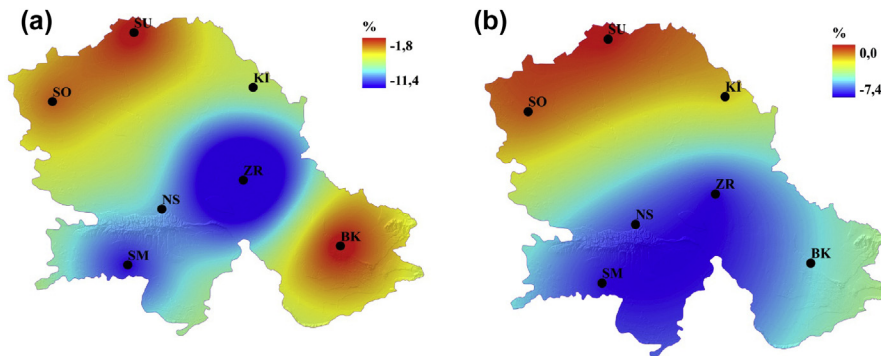 (a)
SU
%
-1,8
-11,4
KI
SO
ZR
NS
BK
SM
(b)
SU
%
0,0
-7,4
KI
SO
ZR
NS
BK
SM